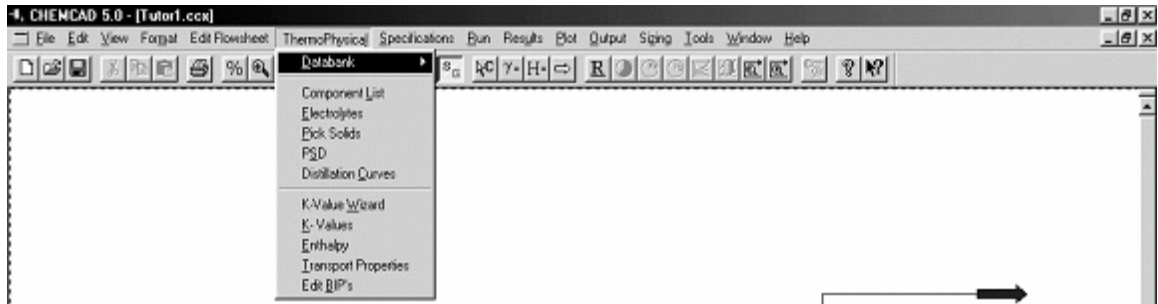 CHEMCAD 5.0 - [Tutor1.ccx]
File Edit View Format Edit Flowsheet ThermoPhysical Specifications Run Results Plot Output Sizing Tools Window Help
% S G C γ- H- R % ? ?
Databank
Component List
Electrolytes
Pick Solids
PSD
Distillation Curves
K-Value Wizard
K- Values
Enthalpy
Transport Properties
Edit BIP's